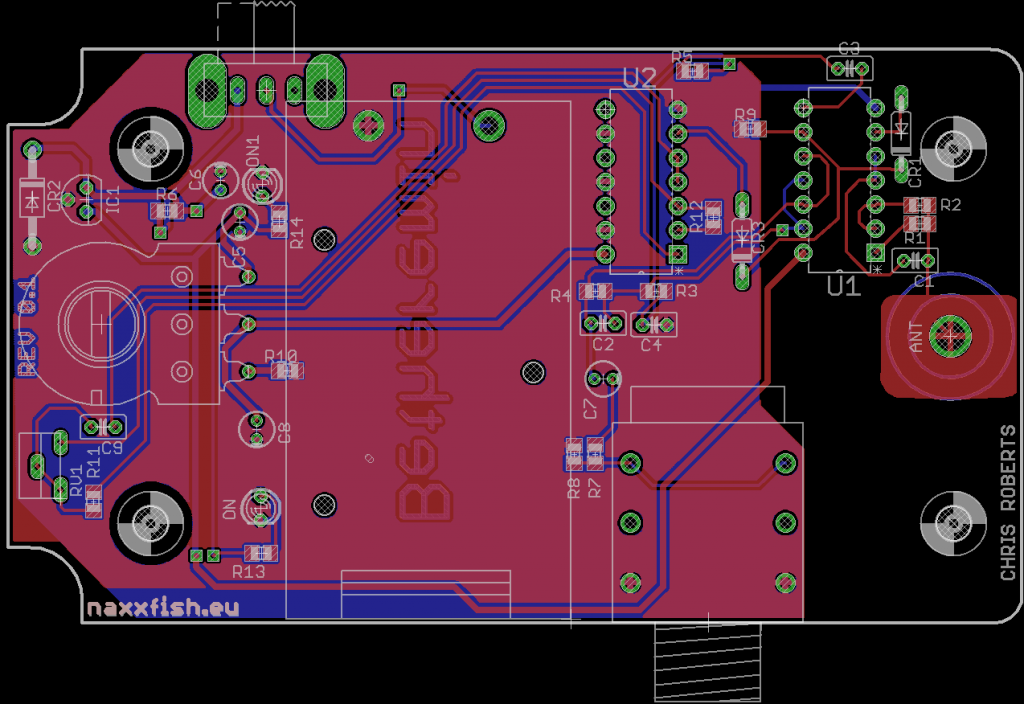 C3
R5
U2
R9
ON1
C6
CR2
IC1
R6
R14
C5
R12
CR3
CR1
R2
R1
*
*
C1
U1
R4
R3
REV 0.1
C2
C4
ANT
R10
C7
C8
C9
R11
RV1
R8
R7
ON
R13
CHRIS ROBERTS
naxxfish.eu